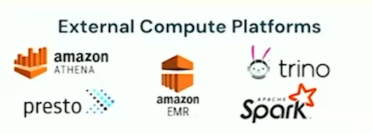 External Compute Platforms
amazon
ATHENA
presto
amazon
EMR
trino
APACHE
Spark